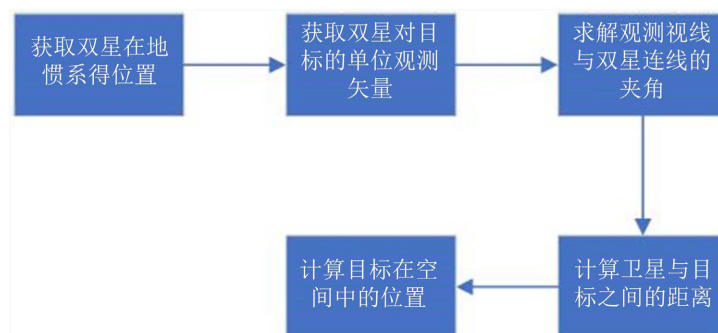 获取双星在地
惯系得位置
获取双星对目
标的单位观测
矢量
求解观测视线
与双星连线的
夹角
计算卫星与目
标之间的距离
计算目标在空
间中的位置